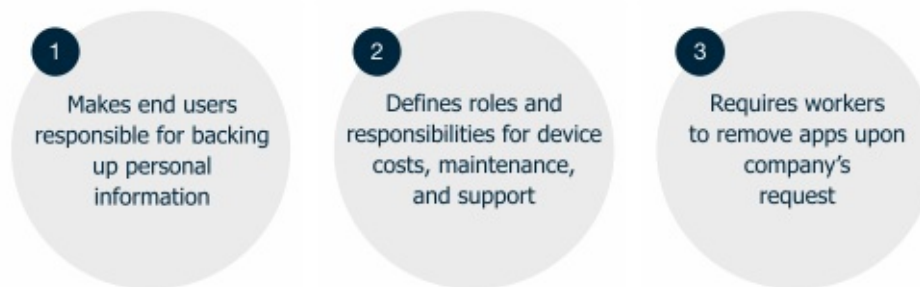 1
Makes end users
responsible for backing
up personal
information
2
Defines roles and
responsibilities for device
costs, maintenance,
and support
3
Requires workers
to remove apps upon
company's
request